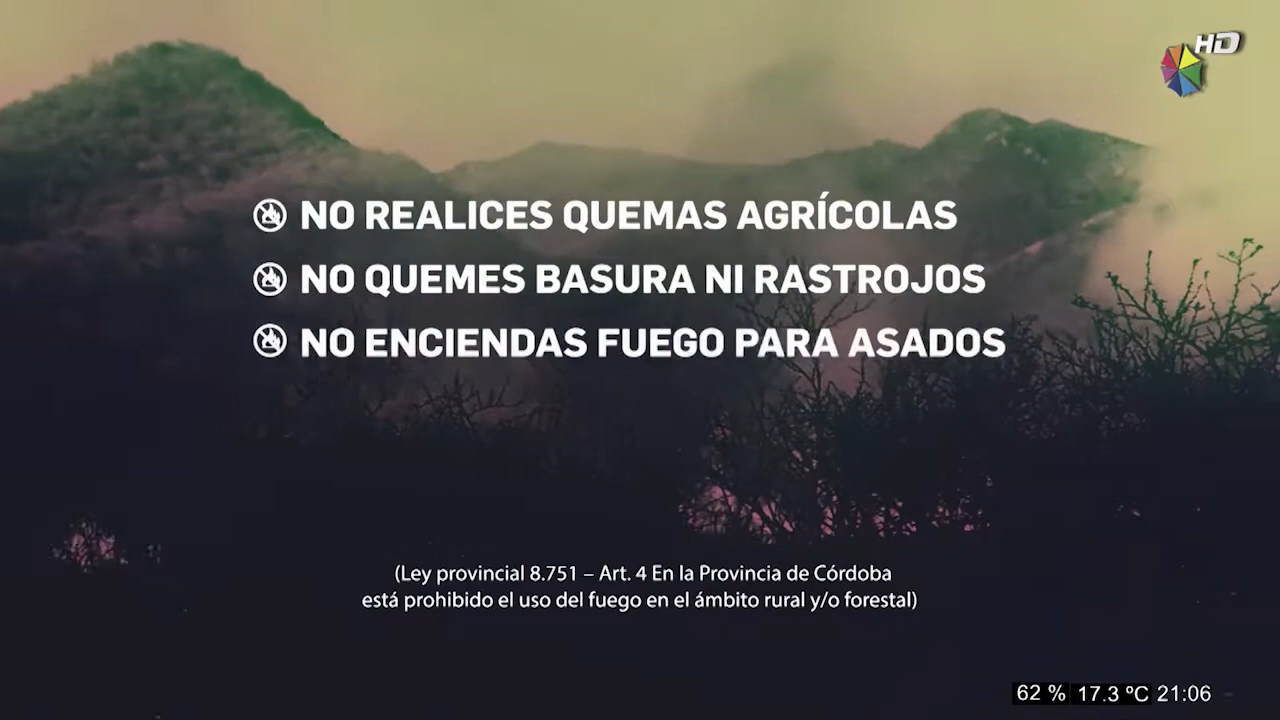 HD
NO REALICES QUEMAS AGRÍCOLAS
NO QUEMES BASURA NI RASTROJOS
NO ENCIENDAS FUEGO PARA ASADOS
(Ley provincial 8.751 – Art. 4 En la Provincia de Córdoba
está prohibido el uso del fuego en el ámbito rural y/o forestal)
62 % 17.3 ºC 21:06